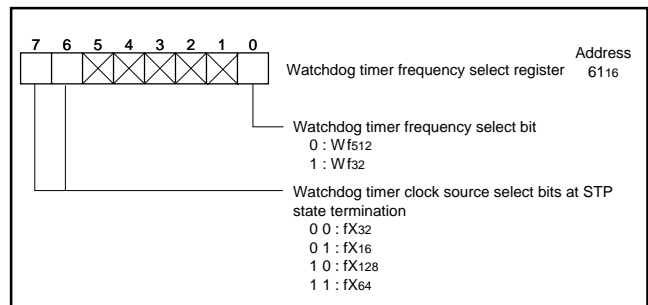 7 6 5 4 3 2 1 0
Watchdog timer frequency select register
Address
6116
Watchdog timer frequency select bit
0 : Wf512
1 : Wf32
Watchdog timer clock source select bits at STP
state termination
0 0 : fX32
0 1 : fX16
1 0 : fX128
1 1 : fX64